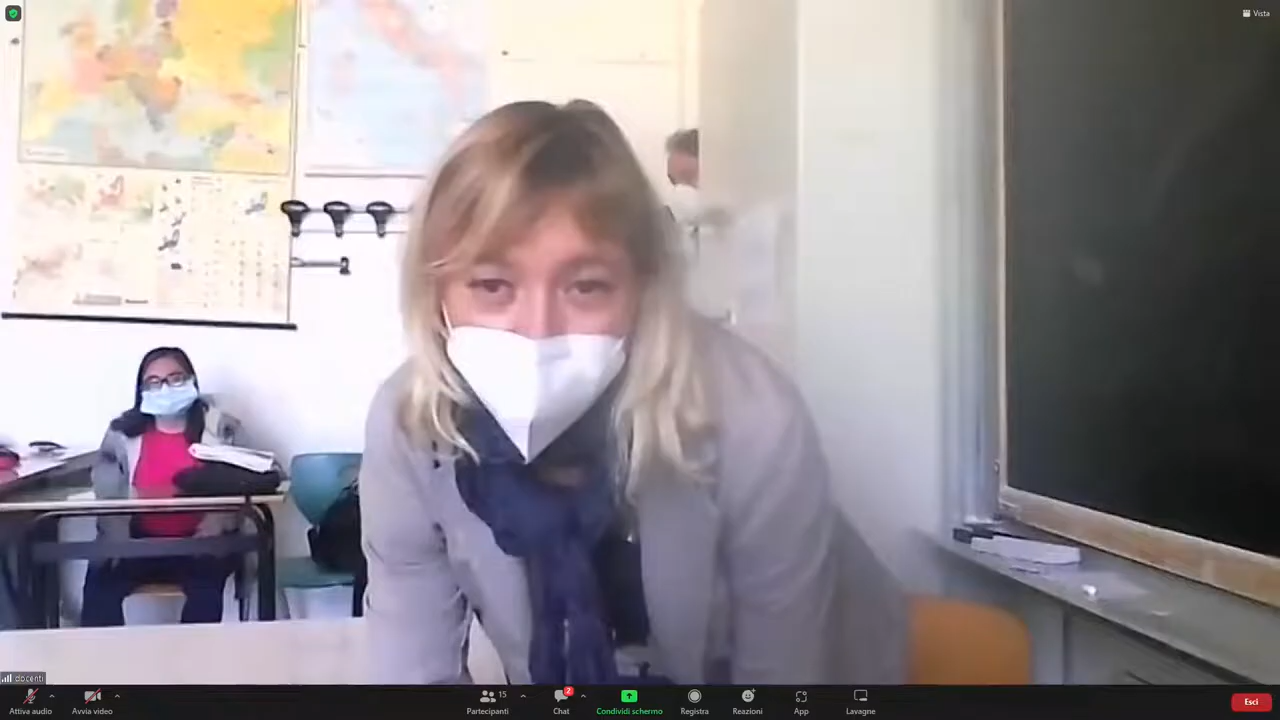 Vista
docenti
Attiva audio
Avvia video
15
Partecipanti
2
Chat
Condividi schermo
Registra
Reazioni
App
Lavagne
Esci